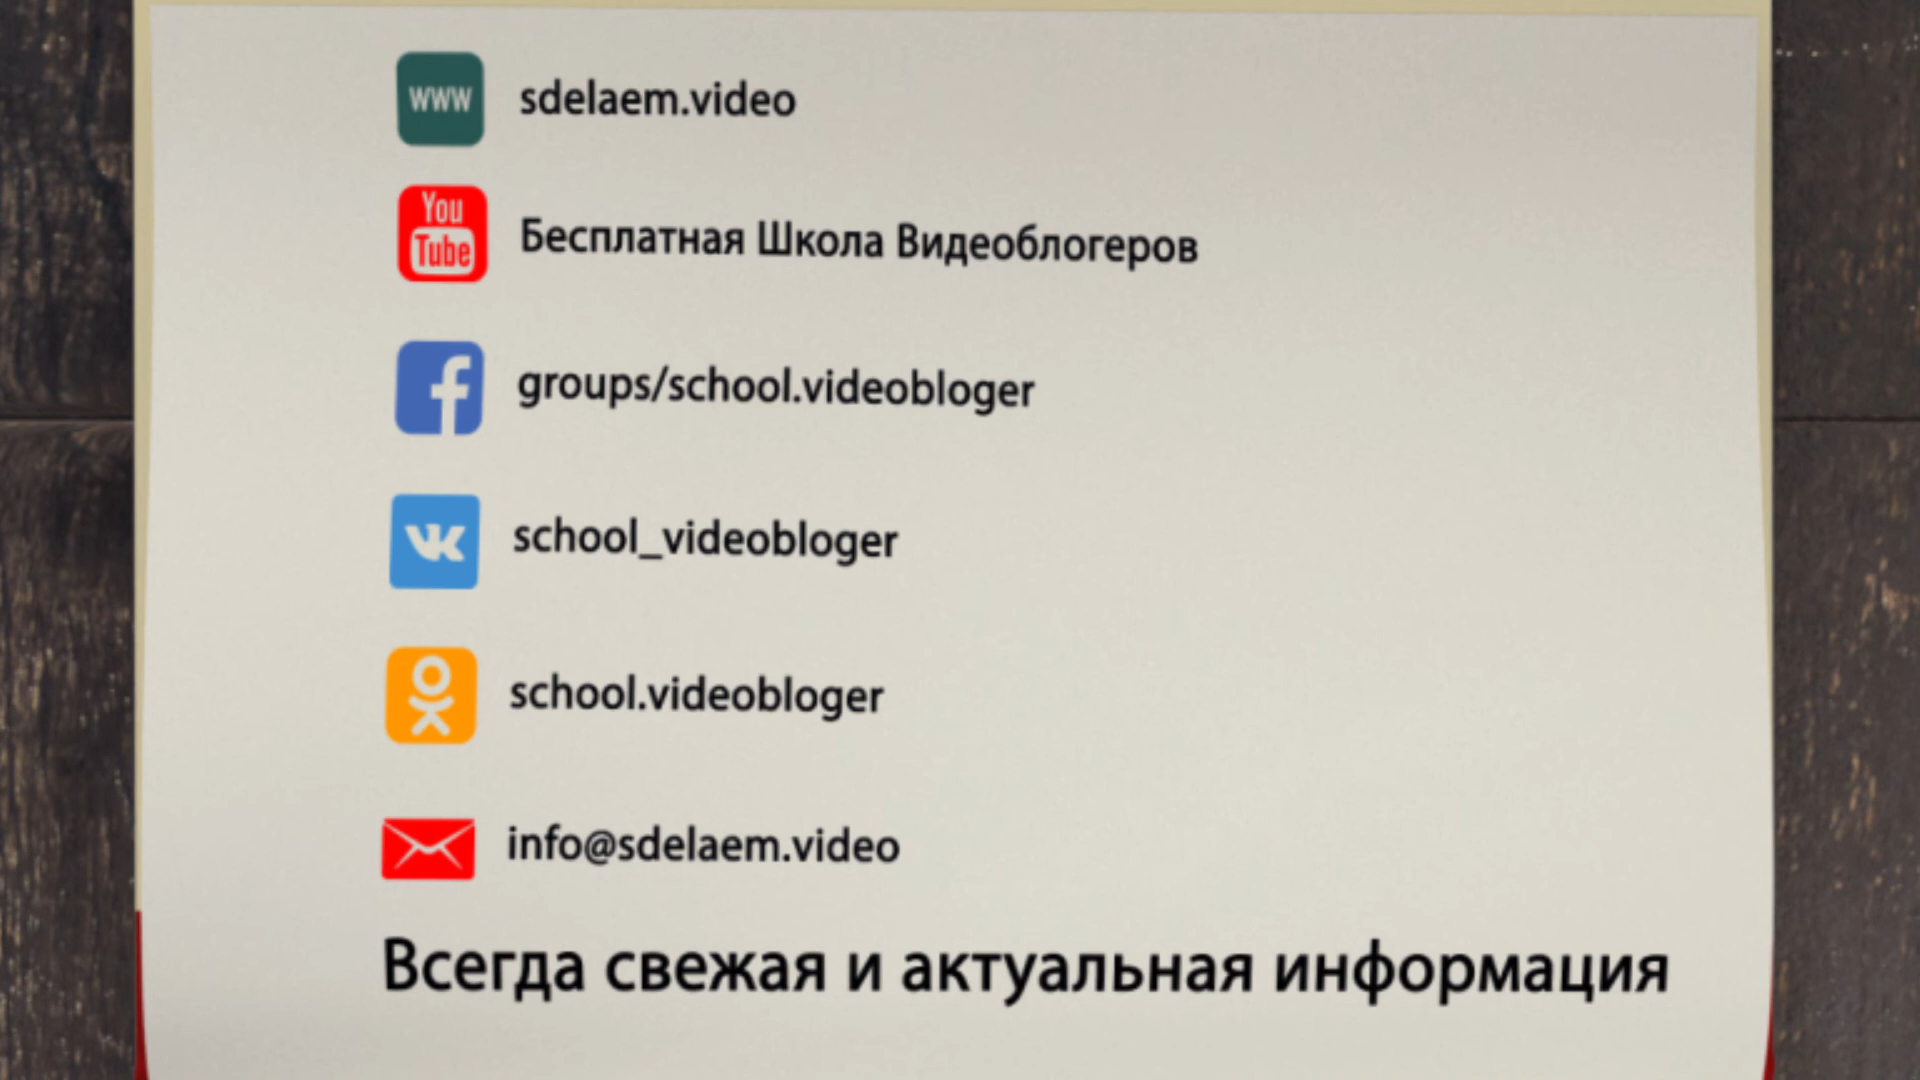 www sdelaem.video
You Tube Бесплатная Школа Видеоблогеров
groups/school.videobloger
school_videobloger
school.videobloger
info@sdelaem.video
Всегда свежая и актуальная информация